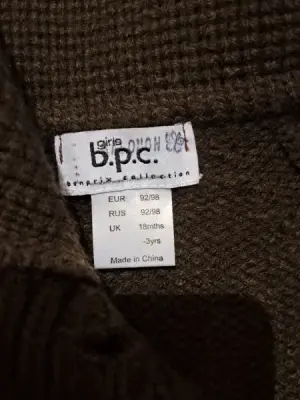 girls
b.p.c.
bonprix collection
EUR 92/98
RUS 92/98
UK 18mths
-3yrs
Made in China